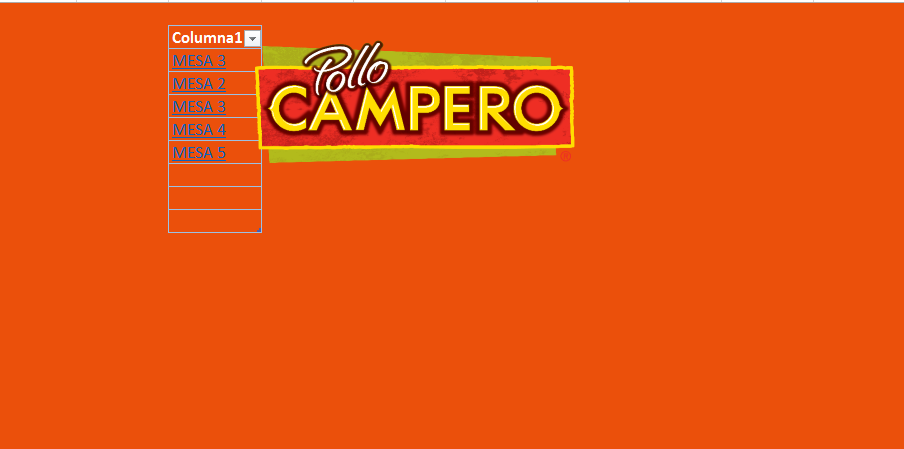 Columna1
MESA 3
MESA 2
MESA 3
MESA 4
MESA 5
Pollo
CAMPERO
®